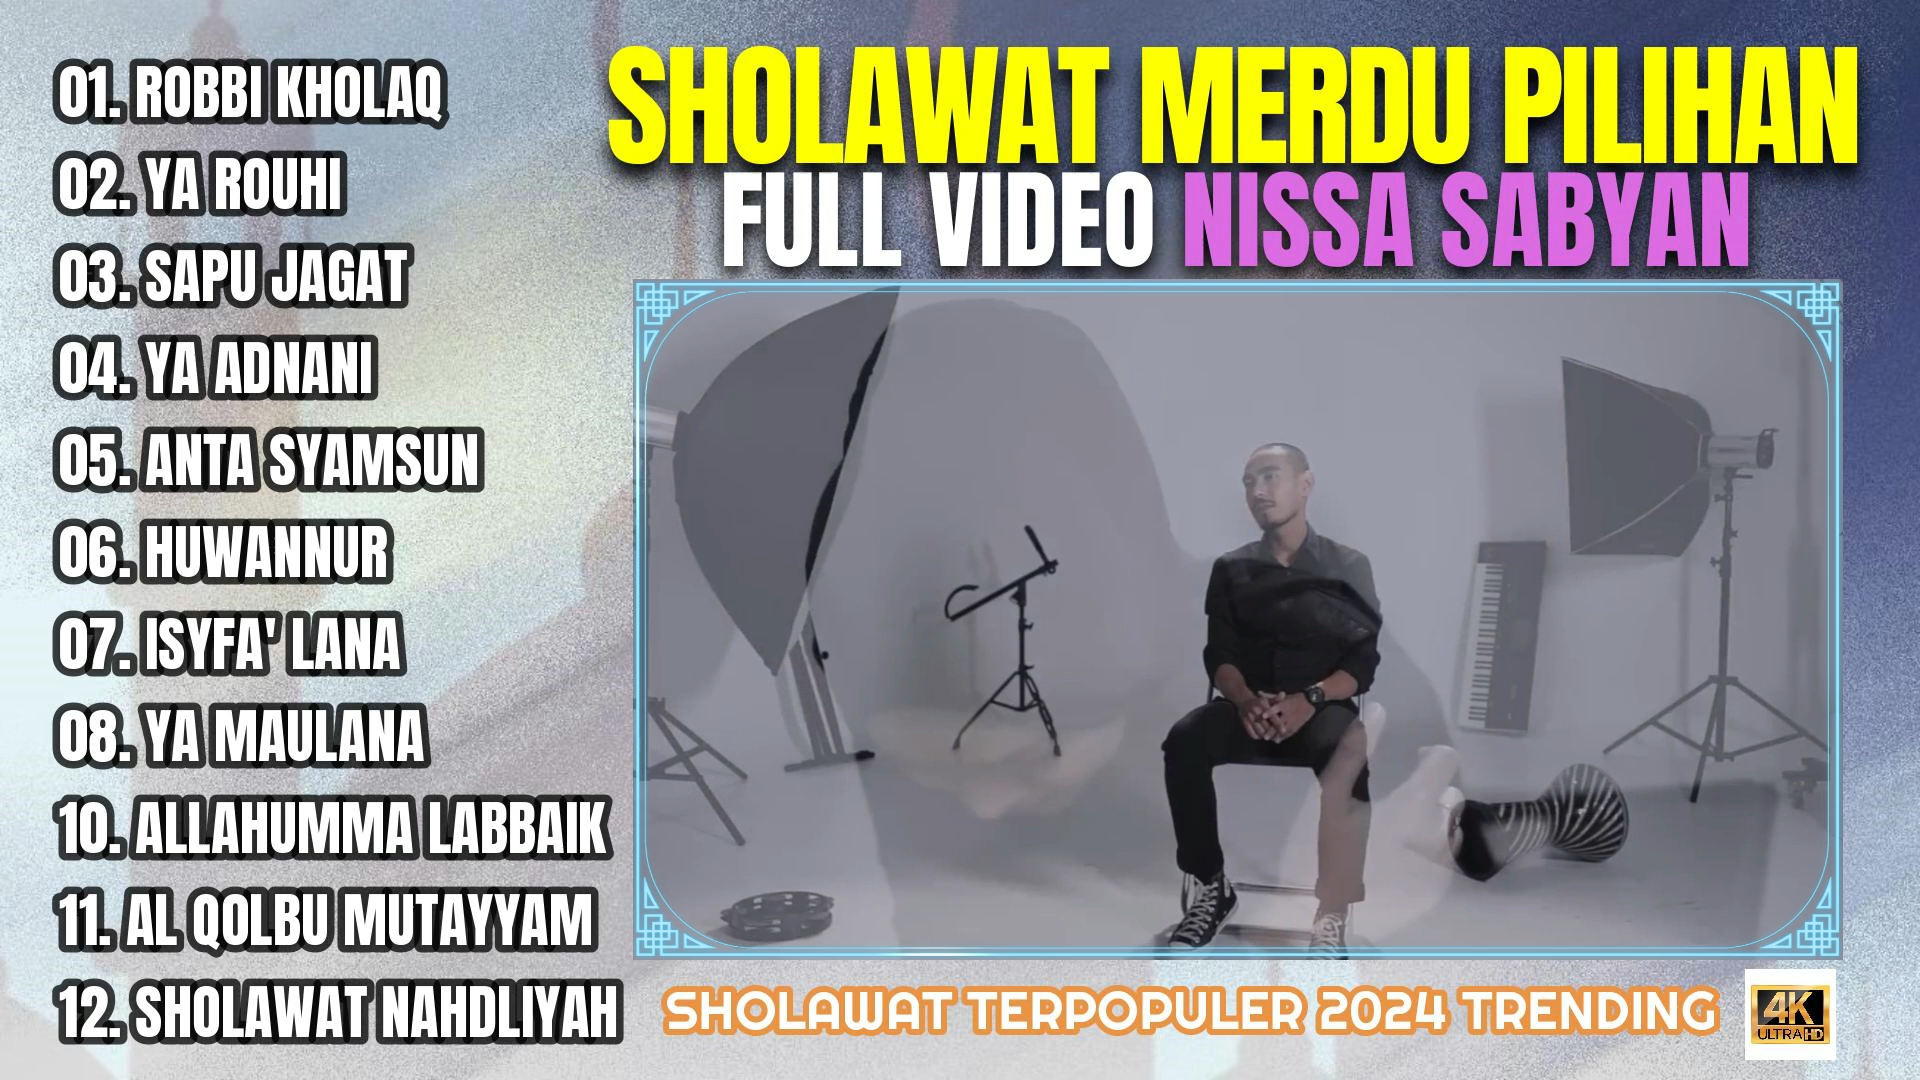 01. ROBBI KHOLAQ
02. YA ROUHI
03. SAPU JAGAT
04. YA ADNANI
05. ANTA SYAMSUN
06. HUWANNUR
07. ISYFA' LANA
08. YA MAULANA
10. ALLAHUMMA LABBAIK
11. AL QOLBU MUTAYYAM
12. SHOLAWAT NAHDLIYAH
SHOLAWAT MERDU PILIHAN
FULL VIDEO NISSA SABYAN
SHOLAWAT TERPOPULER 2024 TRENDING
4K
ULTRA HD